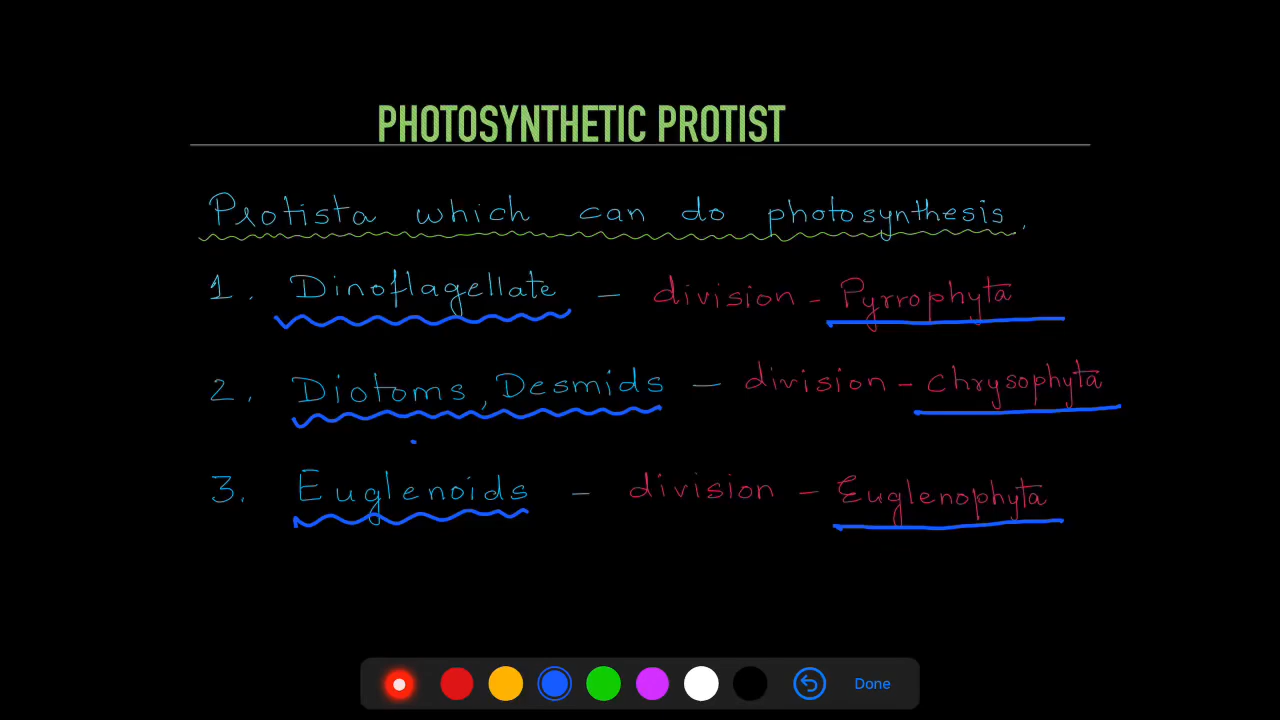 PHOTOSYNTHETIC PROTIST
Protista which can do photosynthesis.
1. Dinoflagellate - division - Pyrrophyta
2. Diotoms, Desmids - division - chrysophyta
3. Euglenoids - division - Euglenophyta
Done